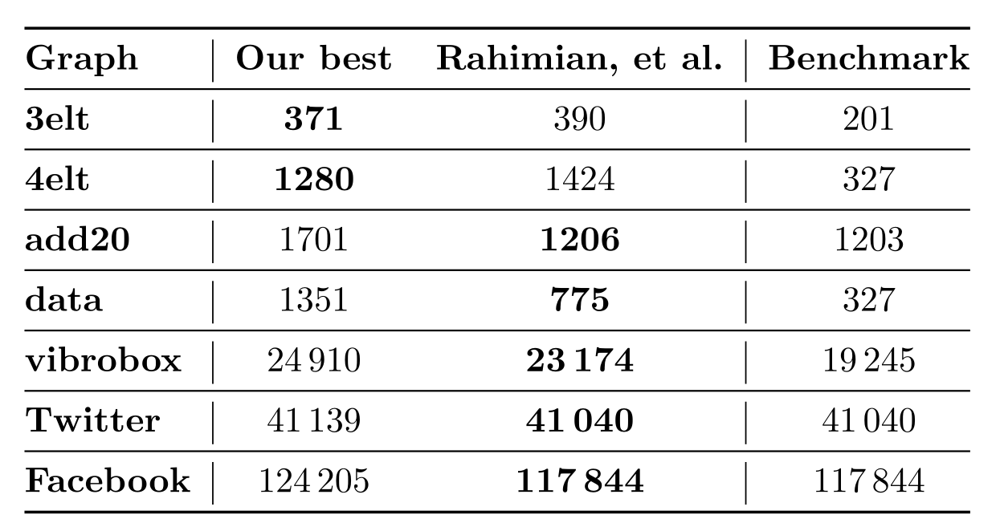 Graph Our best Rahimian, et al. Benchmark
3elt 371 390 201
4elt 1280 1424 327
add20 1701 1206 1203
data 1351 775 327
vibrobox 24 910 23 174 19 245
Twitter 41 139 41 040 41 040
Facebook 124 205 117 844 117 844